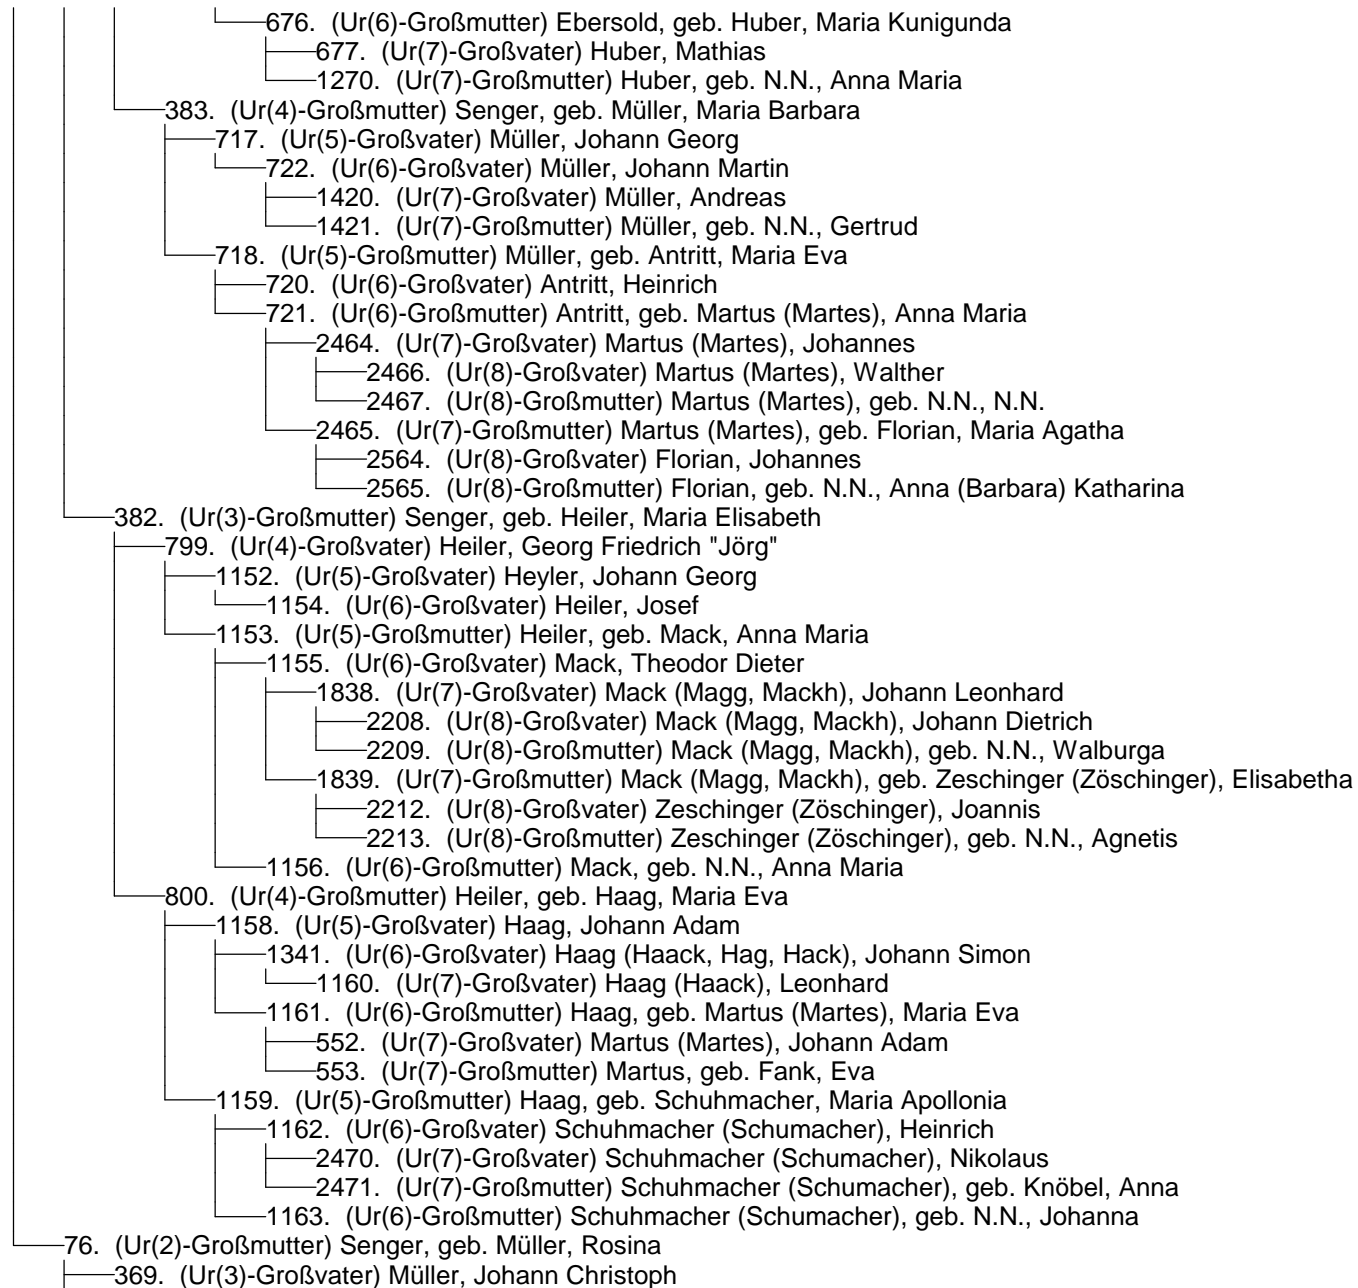 676. (Ur(6)-Großmutter) Ebersold, geb. Huber, Maria Kunigunda
677. (Ur(7)-Großvater) Huber, Mathias
1270. (Ur(7)-Großmutter) Huber, geb. N.N., Anna Maria
383. (Ur(4)-Großmutter) Senger, geb. Müller, Maria Barbara
717. (Ur(5)-Großvater) Müller, Johann Georg
722. (Ur(6)-Großvater) Müller, Johann Martin
1420. (Ur(7)-Großvater) Müller, Andreas
1421. (Ur(7)-Großmutter) Müller, geb. N.N., Gertrud
718. (Ur(5)-Großmutter) Müller, geb. Antritt, Maria Eva
720. (Ur(6)-Großvater) Antritt, Heinrich
721. (Ur(6)-Großmutter) Antritt, geb. Martus (Martes), Anna Maria
2464. (Ur(7)-Großvater) Martus (Martes), Johannes
2466. (Ur(8)-Großvater) Martus (Martes), Walther
2467. (Ur(8)-Großmutter) Martus (Martes), geb. N.N., N.N.
2465. (Ur(7)-Großmutter) Martus (Martes), geb. Florian, Maria Agatha
2564. (Ur(8)-Großvater) Florian, Johannes
2565. (Ur(8)-Großmutter) Florian, geb. N.N., Anna (Barbara) Katharina
382. (Ur(3)-Großmutter) Senger, geb. Heiler, Maria Elisabeth
799. (Ur(4)-Großvater) Heiler, Georg Friedrich "Jörg"
1152. (Ur(5)-Großvater) Heyler, Johann Georg
1154. (Ur(6)-Großvater) Heiler, Josef
1153. (Ur(5)-Großmutter) Heiler, geb. Mack, Anna Maria
1155. (Ur(6)-Großvater) Mack, Theodor Dieter
1838. (Ur(7)-Großvater) Mack (Magg, Mackh), Johann Leonhard
2208. (Ur(8)-Großvater) Mack (Magg, Mackh), Johann Dietrich
2209. (Ur(8)-Großmutter) Mack (Magg, Mackh), geb. N.N., Walburga
1839. (Ur(7)-Großmutter) Mack (Magg, Mackh), geb. Zeschinger (Zöschinger), Elisabetha
2212. (Ur(8)-Großvater) Zeschinger (Zöschinger), Joannis
2213. (Ur(8)-Großmutter) Zeschinger (Zöschinger), geb. N.N., Agnetis
1156. (Ur(6)-Großmutter) Mack, geb. N.N., Anna Maria
800. (Ur(4)-Großmutter) Heiler, geb. Haag, Maria Eva
1158. (Ur(5)-Großvater) Haag, Johann Adam
1341. (Ur(6)-Großvater) Haag (Haack, Hag, Hack), Johann Simon
1160. (Ur(7)-Großvater) Haag (Haack), Leonhard
1161. (Ur(6)-Großmutter) Haag, geb. Martus (Martes), Maria Eva
552. (Ur(7)-Großvater) Martus (Martes), Johann Adam
553. (Ur(7)-Großmutter) Martus, geb. Fank, Eva
1159. (Ur(5)-Großmutter) Haag, geb. Schuhmacher, Maria Apollonia
1162. (Ur(6)-Großvater) Schuhmacher (Schumacher), Heinrich
2470. (Ur(7)-Großvater) Schuhmacher (Schumacher), Nikolaus
2471. (Ur(7)-Großmutter) Schuhmacher (Schumacher), geb. Knöbel, Anna
1163. (Ur(6)-Großmutter) Schuhmacher (Schumacher), geb. N.N., Johanna
76. (Ur(2)-Großmutter) Senger, geb. Müller, Rosina
369. (Ur(3)-Großvater) Müller, Johann Christoph